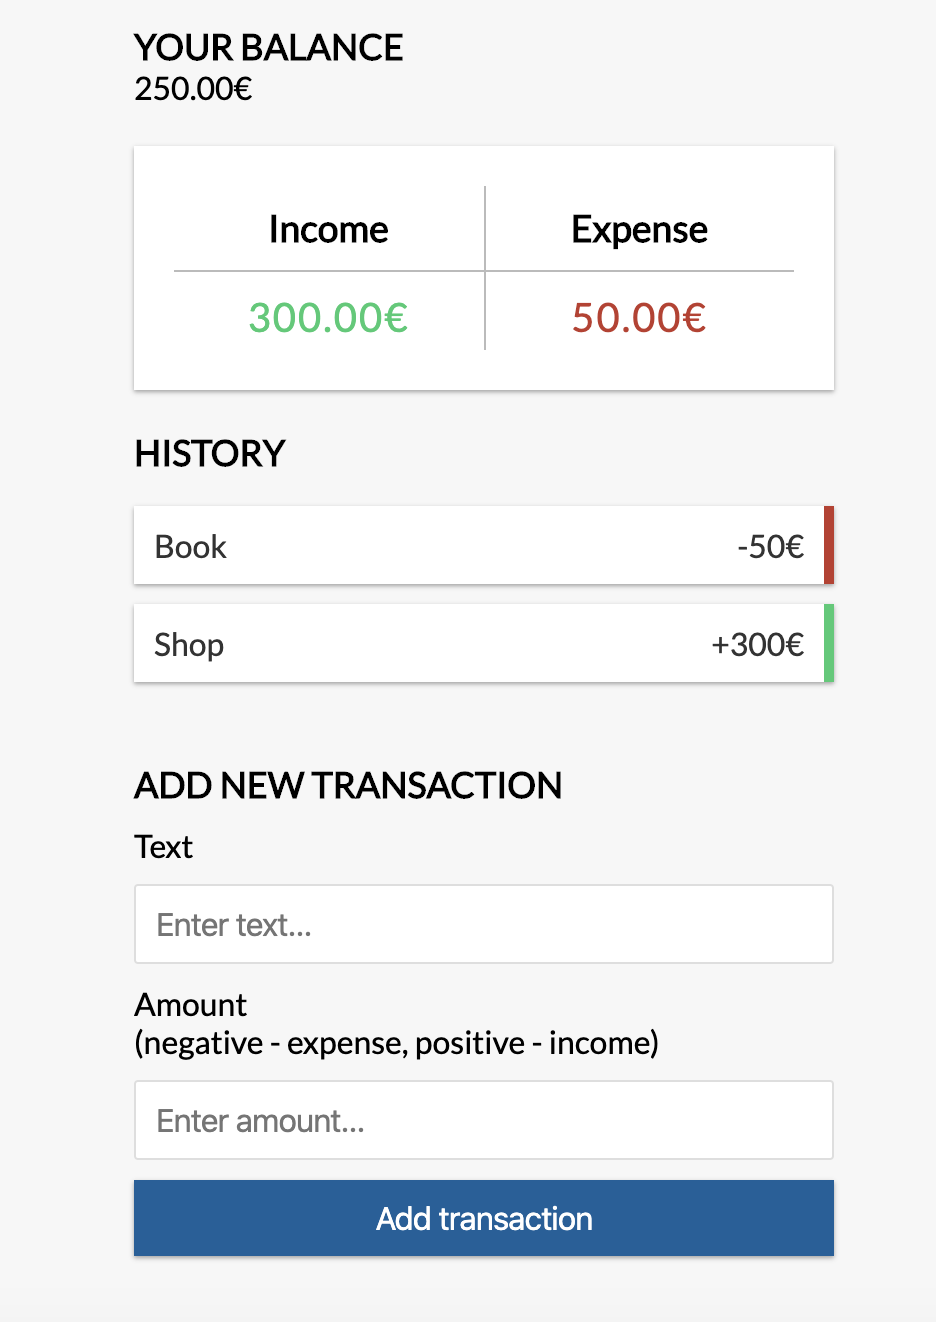 YOUR BALANCE
250.00€
Income Expense
300.00€ 50.00€
HISTORY
Book -50€
Shop +300€
ADD NEW TRANSACTION
Text
Enter text...
Amount
(negative - expense, positive - income)
Enter amount...
Add transaction